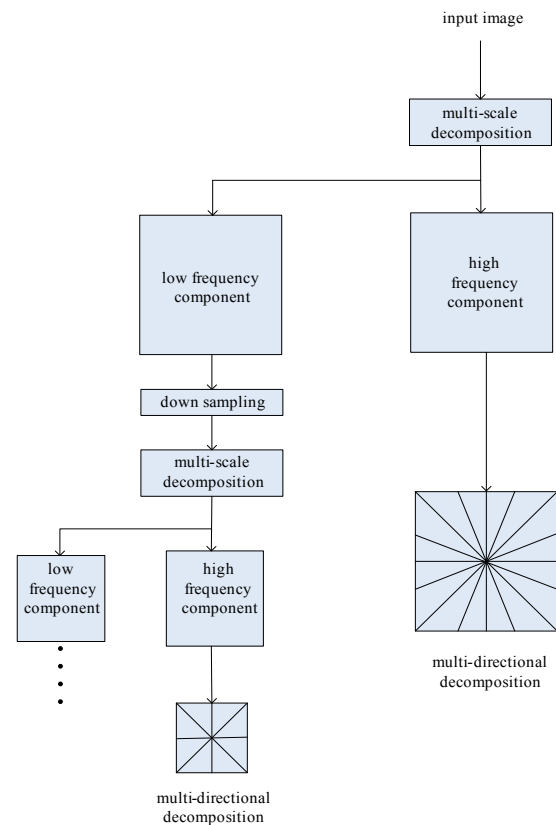 input image
multi-scale
decomposition
low frequency
component
high
frequency
component
down sampling
multi-scale
decomposition
low
frequency
component
high
frequency
component
multi-directional
decomposition
multi-directional
decomposition